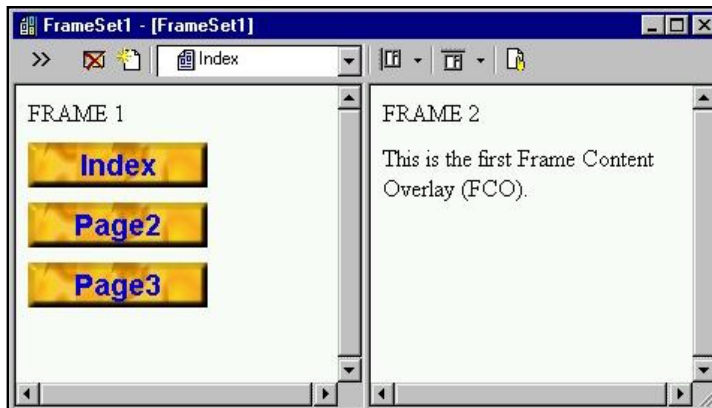 FrameSet1 - [FrameSet1]
Index
FRAME 1
Index
Page2
Page3
FRAME 2
This is the first Frame Content
Overlay (FCO).